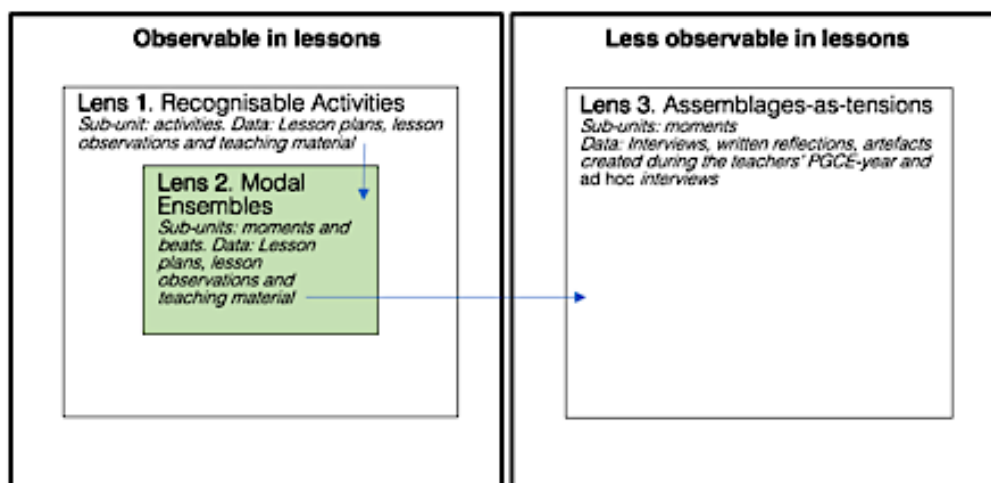 Observable in lessons
Lens 1. Recognisable Activities
Sub-unit: activities. Data: Lesson plans, lesson
observations and teaching material
Lens 2. Modal
Ensembles
Sub-units: moments and
beats. Data: Lesson
plans, lesson
observations and
teaching material
Less observable in lessons
Lens 3. Assemblages-as-tensions
Sub-units: moments
Data: Interviews, written reflections, artefacts
created during the teachers' PGCE-year and
ad hoc interviews